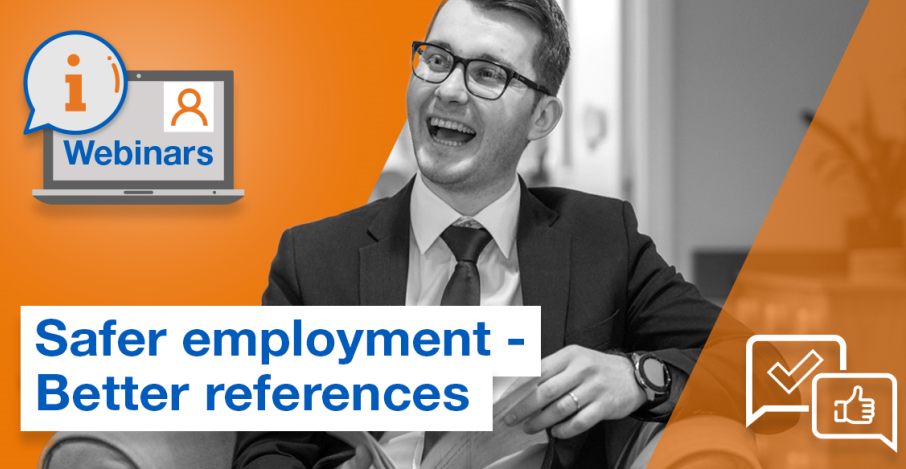 i
Webinars
Safer employment -
Better references